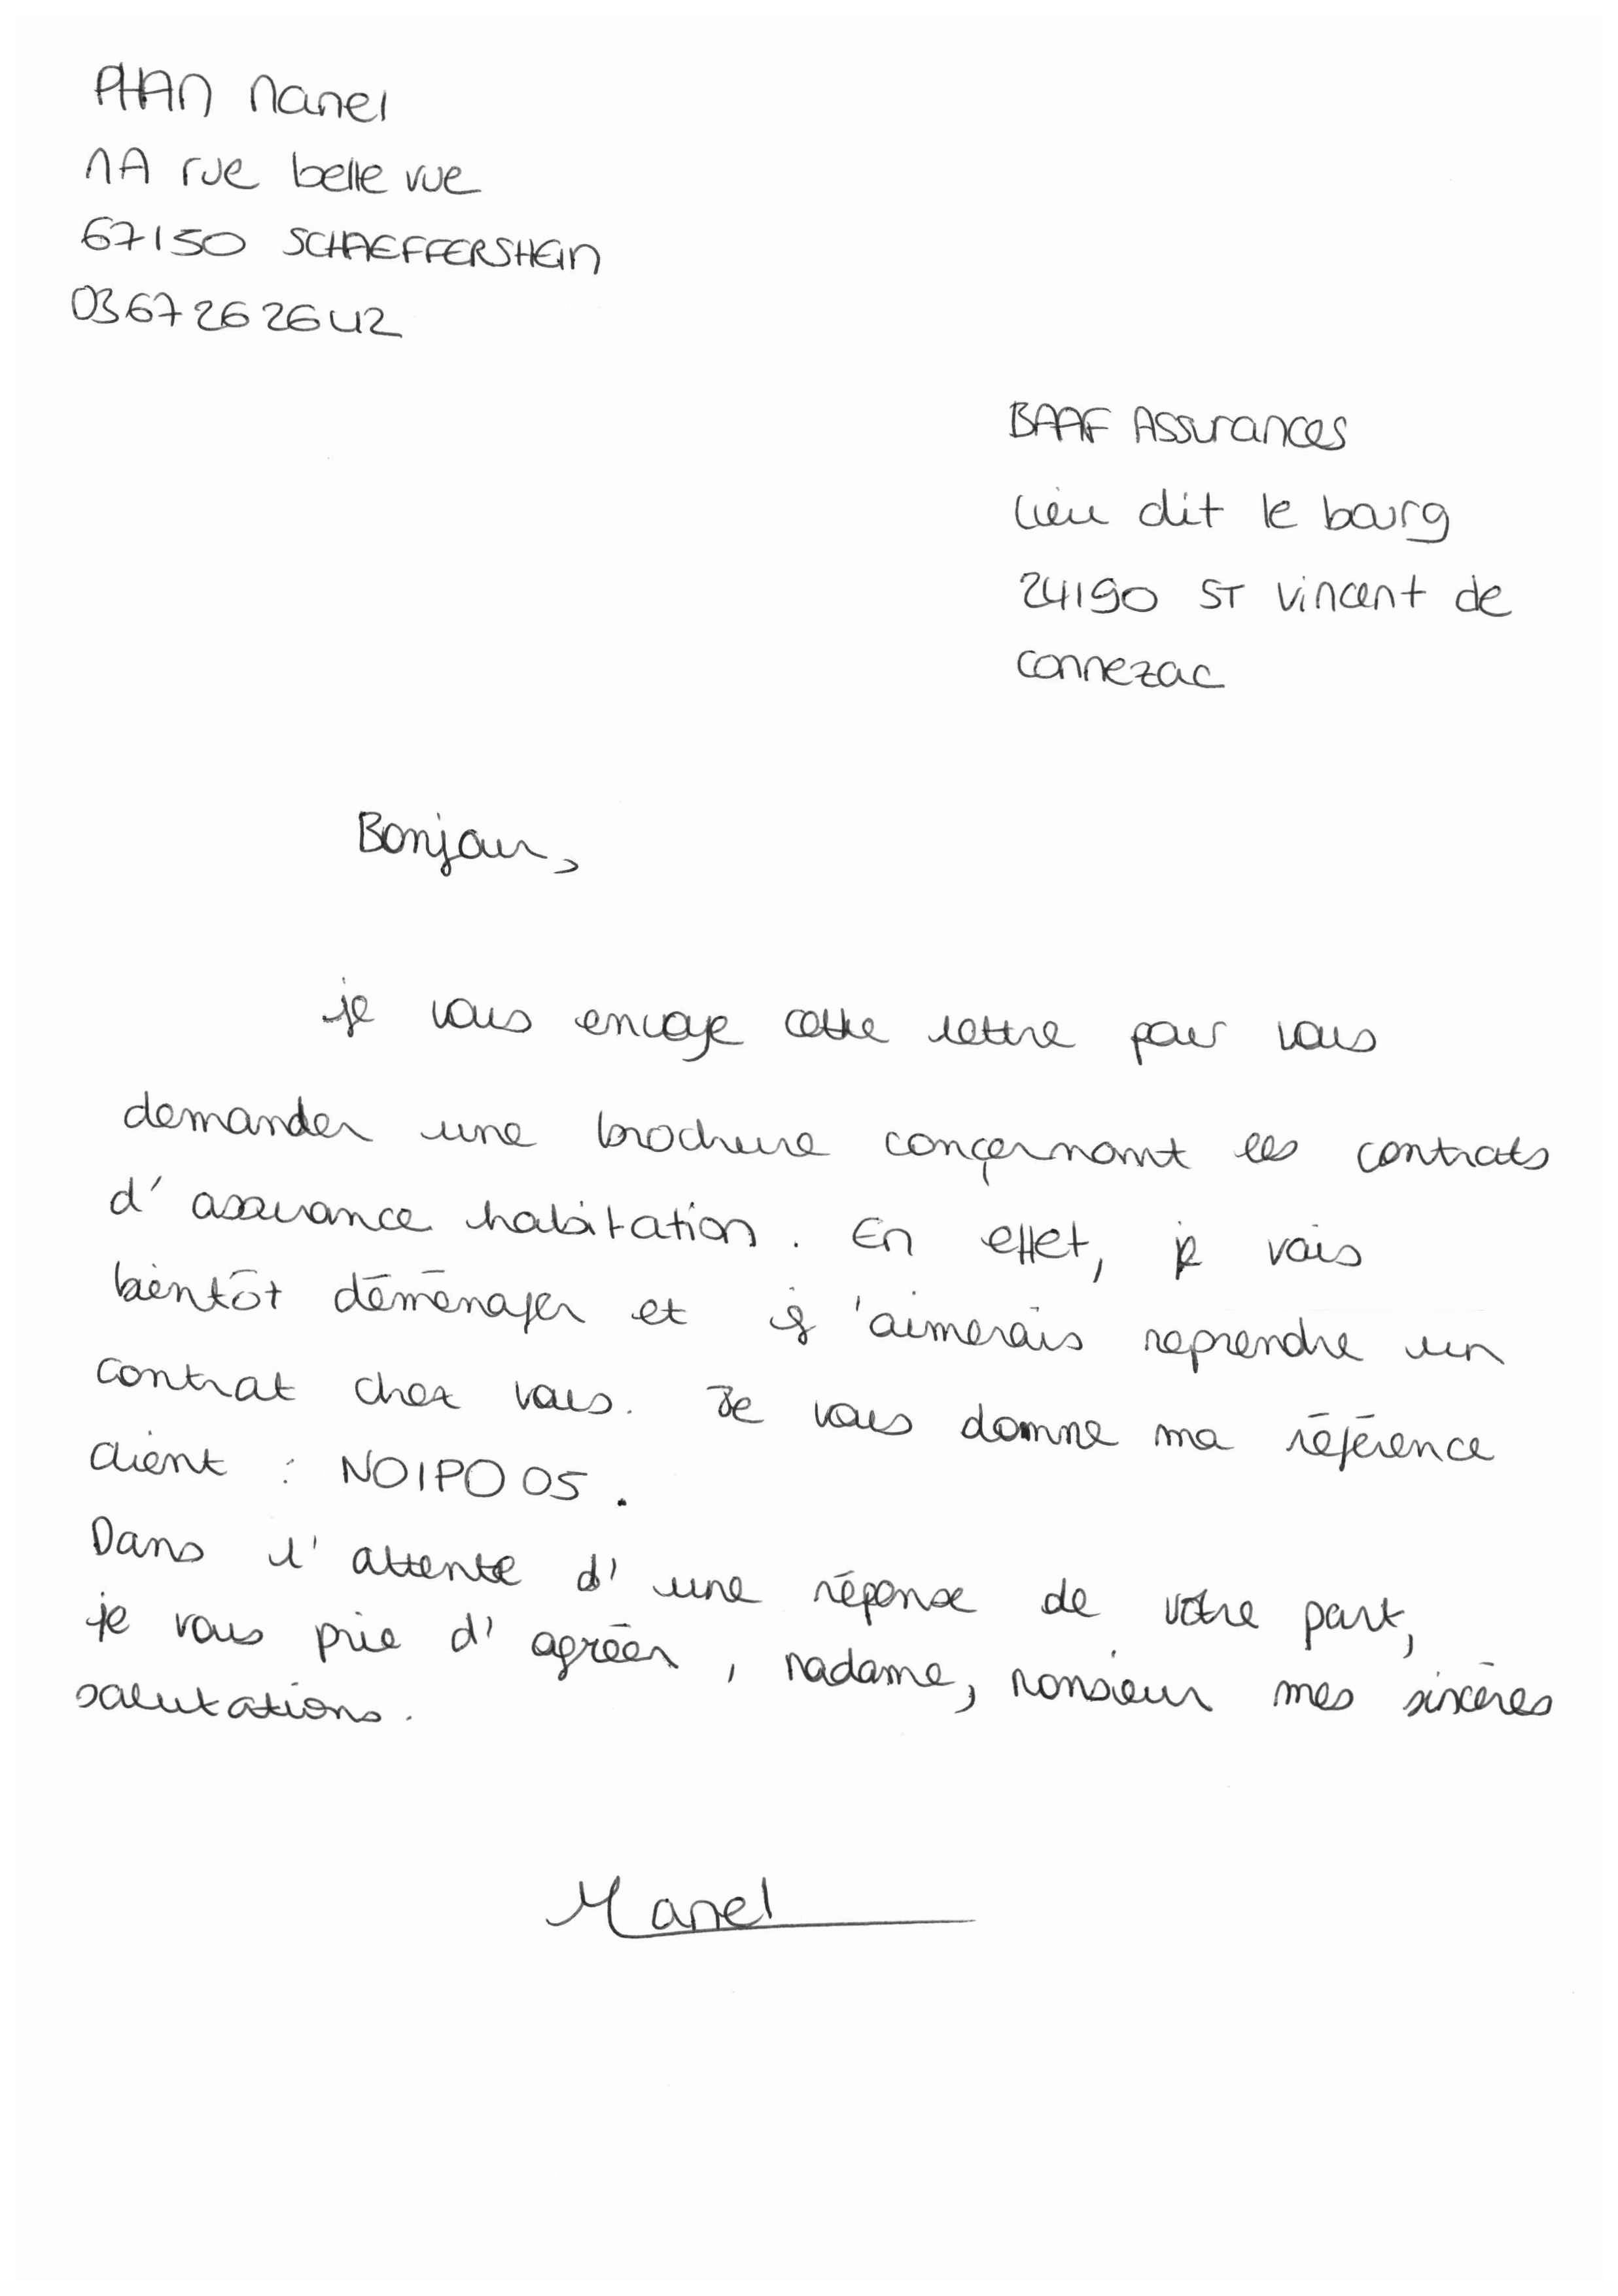 PHAN Manel
1A rue belle vue
67150 SCHAEFFERSHEIN
0367262642
BAAF Assurances
Lieu dit le bourg
24190 ST Vincent de
Connezac
Bonjour,
je vous envoye cette lettre pour vous
demander une brochure conçernant les contrats
d'assurance habitation. En effet, je vais
bientôt déménager et j'aimerais reprendre un
contrat chez vous. Je vous donne ma référence
client : NOIPO05.
Dans l'attente d'une réponse de votre part,
je vous prie d'agréer, Madame, Monsieur mes sincères
salutations.
Manel